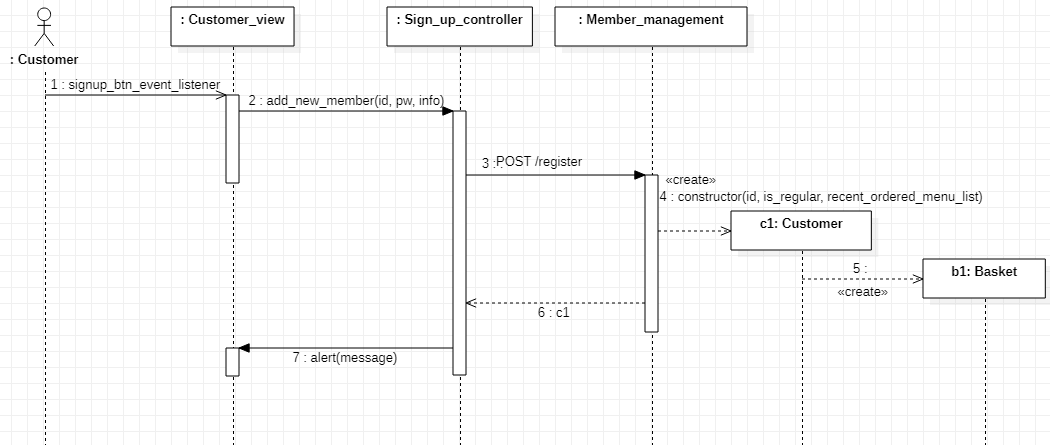 : Customer_view
: Sign_up_controller
: Member_management
: Customer
1 : signup_btn_event_listener
2 : add_new_member(id, pw, info)
3 : POST /register
«create»
4 : constructor(id, is_regular, recent_ordered_menu_list)
c1: Customer
5 :
b1: Basket
«create»
6 : c1
7 : alert(message)